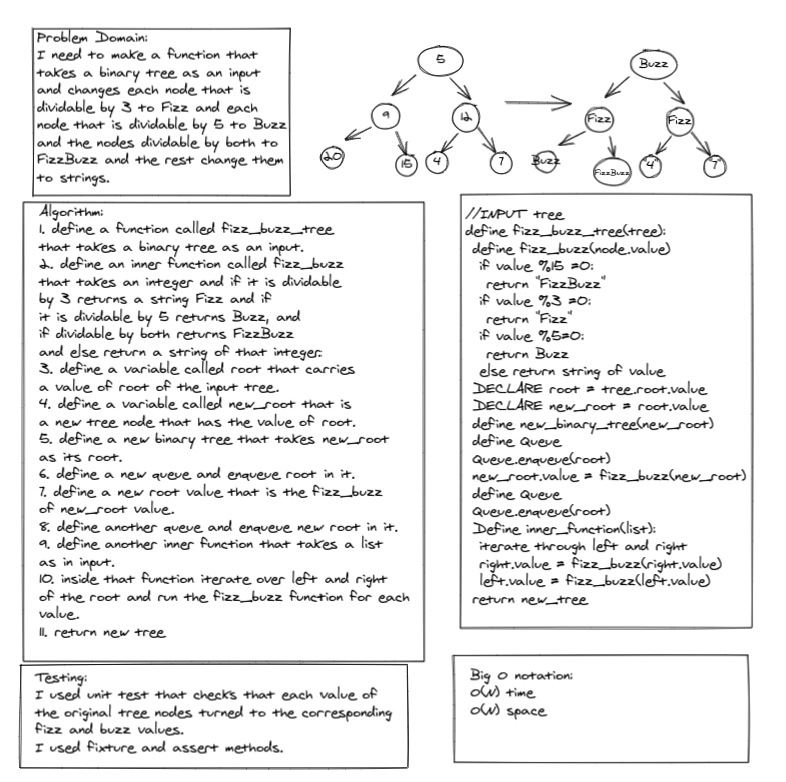 Problem Domain:
I need to make a function that
takes a binary tree as an input
and changes each node that is
dividable by 3 to Fizz and each
node that is dividable by 5 to Buzz
and the nodes dividable by both to
FizzBuzz and the rest change them
to strings.
5
9
12
20
15
4
7
Buzz
Fizz
Fizz
Buzz
FizzBuzz
"4"
"7"
Algorithm:
1. define a function called fizz_buzz_tree
that takes a binary tree as an input.
2. define an inner function called fizz_buzz
that takes an integer and if it is dividable
by 3 returns a string Fizz and if
it is dividable by 5 returns Buzz, and
if dividable by both returns FizzBuzz
and else return a string of that integer.
3. define a variable called root that carries
a value of root of the input tree.
4. define a variable called new_root that is
a new tree node that has the value of root.
5. define a new binary tree that takes new_root
as its root.
6. define a new queue and enqueue root in it.
7. define a new root value that is the fizz_buzz
of new_root value.
8. define another queue and enqueue new root in it.
9. define another inner function that takes a list
as in input.
10. inside that function iterate over left and right
of the root and run the fizz_buzz function for each
value.
11. return new tree
//INPUT tree
define fizz_buzz_tree(tree):
define fizz_buzz(node.value)
if value %15 =0:
return "FizzBuzz"
if value %3 =0:
return "Fizz"
if value %5=0:
return Buzz
else return string of value
DECLARE root = tree.root.value
DECLARE new_root = root.value
define new_binary_tree(new_root)
define Queue
Queue.enqueue(root)
new_root.value = fizz_buzz(new_root)
define Queue
Queue.enqueue(root)
Define inner_function(list):
iterate through left and right
right.value = fizz_buzz(right.value)
left.value = fizz_buzz(left.value)
return new_tree
Testing:
I used unit test that checks that each value of
the original tree nodes turned to the corresponding
fizz and buzz values.
I used fixture and assert methods.
Big O notation:
O(N) time
O(N) space